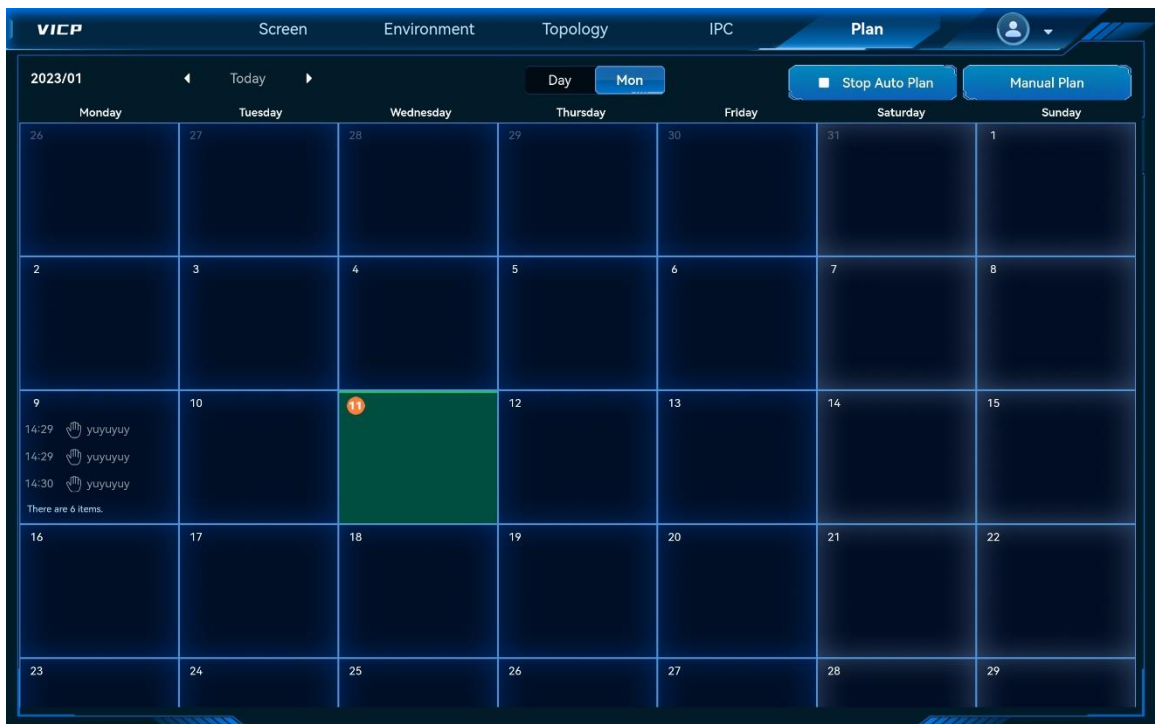 VICP Screen Environment Topology IPC Plan
2023/01 Today Day Mon Stop Auto Plan Manual Plan
Monday Tuesday Wednesday Thursday Friday Saturday Sunday
26 27 28 29 30 31 1
2 3 4 5 6 7 8
9 10 11 12 13 14 15
14:29 yuyuyuy
14:29 yuyuyuy
14:30 yuyuyuy
There are 6 items.
16 17 18 19 20 21 22
23 24 25 26 27 28 29